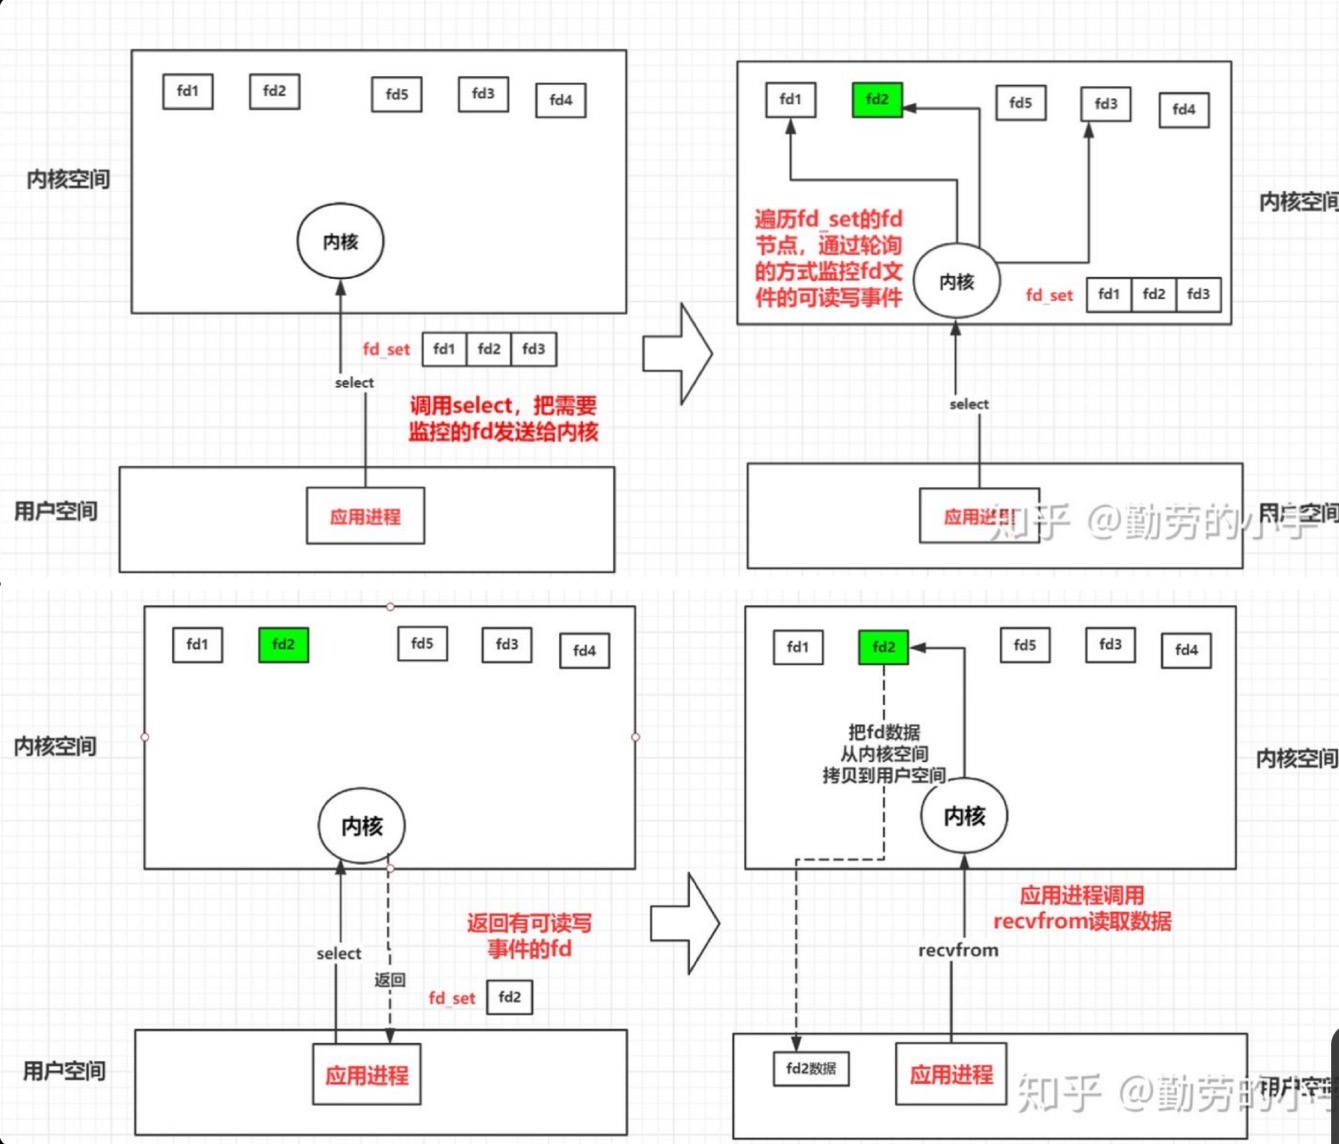 fd1
fd2
fd5
fd3
fd4
内核空间
内核
fd_set
fd1
fd2
fd3
select
调用select，把需要
监控的fd发送给内核
用户空间
应用进程
fd1
fd2
fd5
fd3
fd4
内核空间
遍历fd_set的fd
节点，通过轮询
的方式监控fd文
件的可读写事件
内核
fd_set
fd1
fd2
fd3
select
应用进程
用户空间
知乎 @勤劳的小手
fd1
fd2
fd5
fd3
fd4
内核空间
内核
select
返回
返回有可读写
事件的fd
fd_set
fd2
用户空间
应用进程
fd1
fd2
fd5
fd3
fd4
内核空间
把fd数据
从内核空间
拷贝到用户空间
内核
应用进程调用
recvfrom读取数据
recvfrom
fd2数据
应用进程
用户空间
知乎 @勤劳的小手